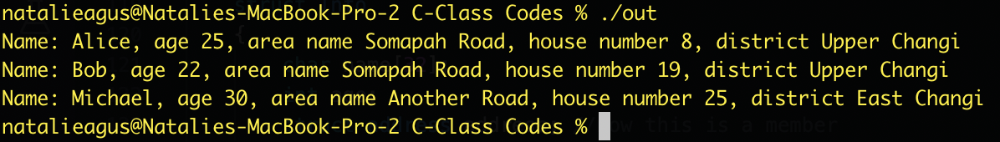 natalieagus@Natalies-MacBook-Pro-2 C-Class Codes % ./out
Name: Alice, age 25, area name Somapah Road, house number 8, district Upper Changi
Name: Bob, age 22, area name Somapah Road, house number 19, district Upper Changi
Name: Michael, age 30, area name Another Road, house number 25, district East Changi
natalieagus@Natalies-MacBook-Pro-2 C-Class Codes %